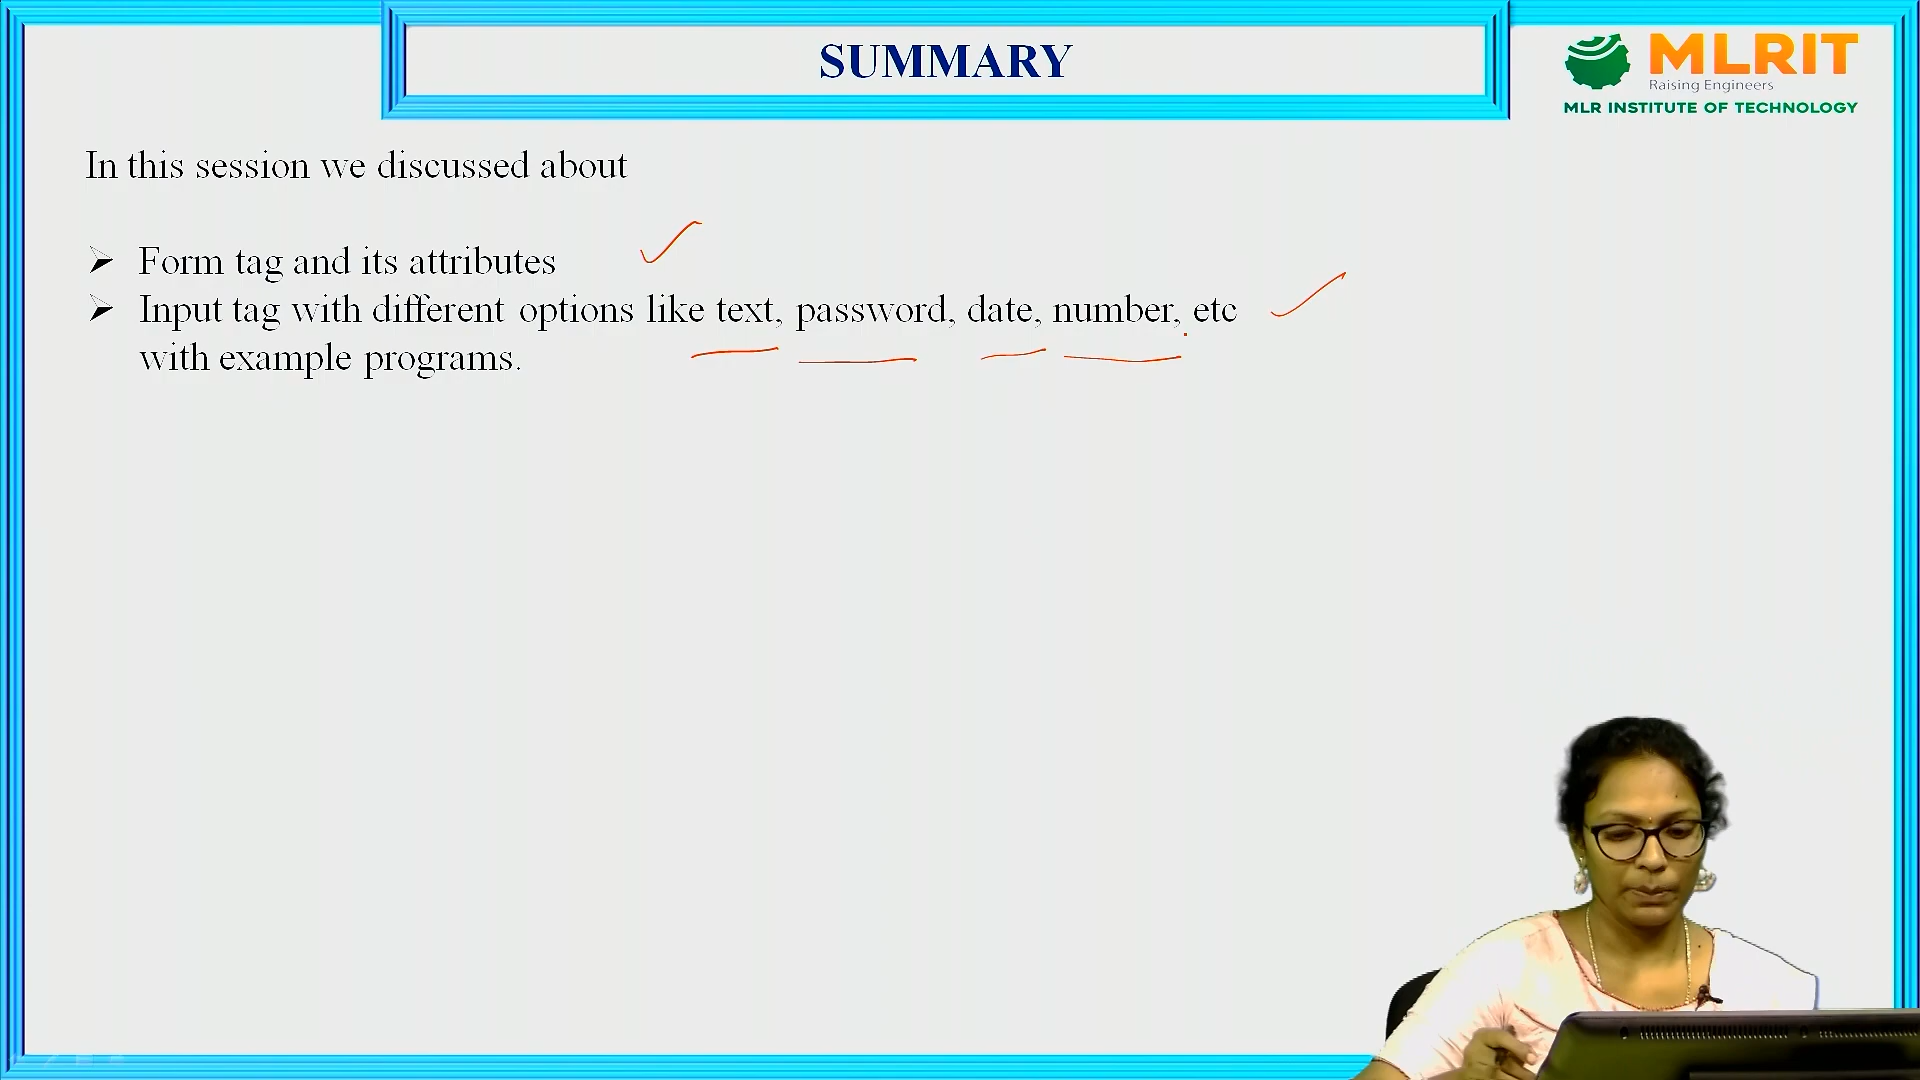 SUMMARY
MLRIT
Raising Engineers
MLR INSTITUTE OF TECHNOLOGY
In this session we discussed about
➢ Form tag and its attributes
➢ Input tag with different options like text, password, date, number, etc
with example programs.